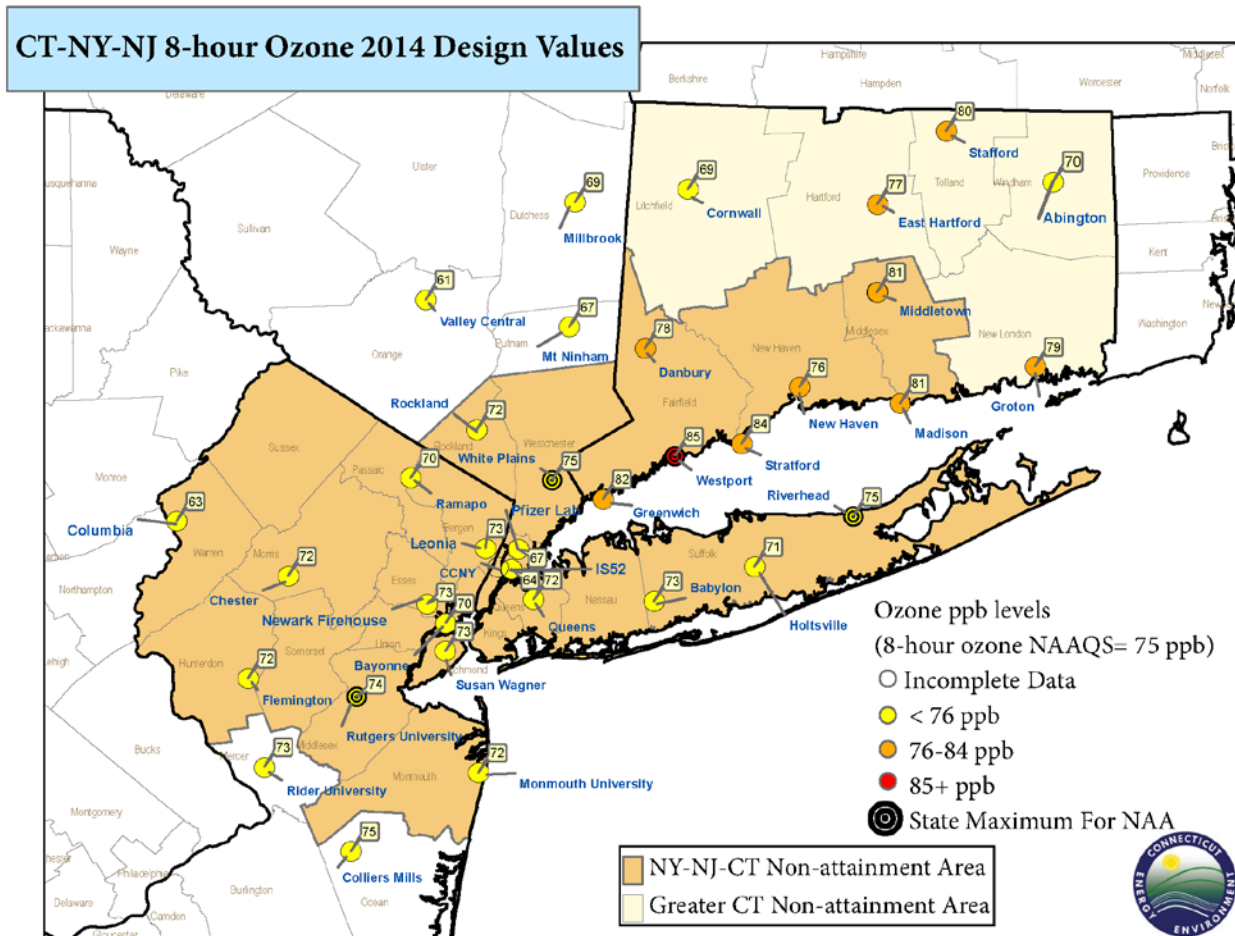 CT-NY-NJ 8-hour Ozone 2014 Design Values
Delaware
Berkshire
Hampshire
Hampden
Middlesex
Worcester
Norfolk
Ulster
Dutchess
69
Millbrook
69
Litchfield
Cornwall
Hartford
77
East Hartford
80
Stafford
Tolland
Windham
70
Abington
Providence
Kent
Washington
Sullivan
Wayne
61
Valley Central
Orange
67
Putnam
Mt Ninham
81
Middletown
Middlesex
New London
79
Groton
78
Danbury
New Haven
Fairfield
76
New Haven
81
Madison
Pike
Rockland
72
Rockland
Westchester
White Plains
75
85
Westport
84
Stratford
82
Greenwich
Riverhead
75
Sussex
Passaic
70
Ramapo
Pfizer Lab
Monroe
Columbia
63
Warren
Morris
72
Chester
Bergen
Leonia
73
67
CCNY
IS52
64
72
Queens
Queens
Nassau
Suffolk
71
Holtsville
73
Babylon
Northampton
Essex
73
Newark Firehouse
70
Bayonne
Union
Kings
73
Susan Wagner
Hunterdon
Somerset
72
Flemington
74
Rutgers University
Middlesex
Mercer
73
Rider University
Monmouth
72
Monmouth University
Bucks
Montgomery
Philadelphia
Delaware
Camden
Gloucester
Burlington
75
Colliers Mills
Ocean
Ozone ppb levels
(8-hour ozone NAAQS= 75 ppb)
Incomplete Data
< 76 ppb
76-84 ppb
85+ ppb
State Maximum For NAA
NY-NJ-CT Non-attainment Area
Greater CT Non-attainment Area
CONNECTICUT
ENERGY
ENVIRONMENT